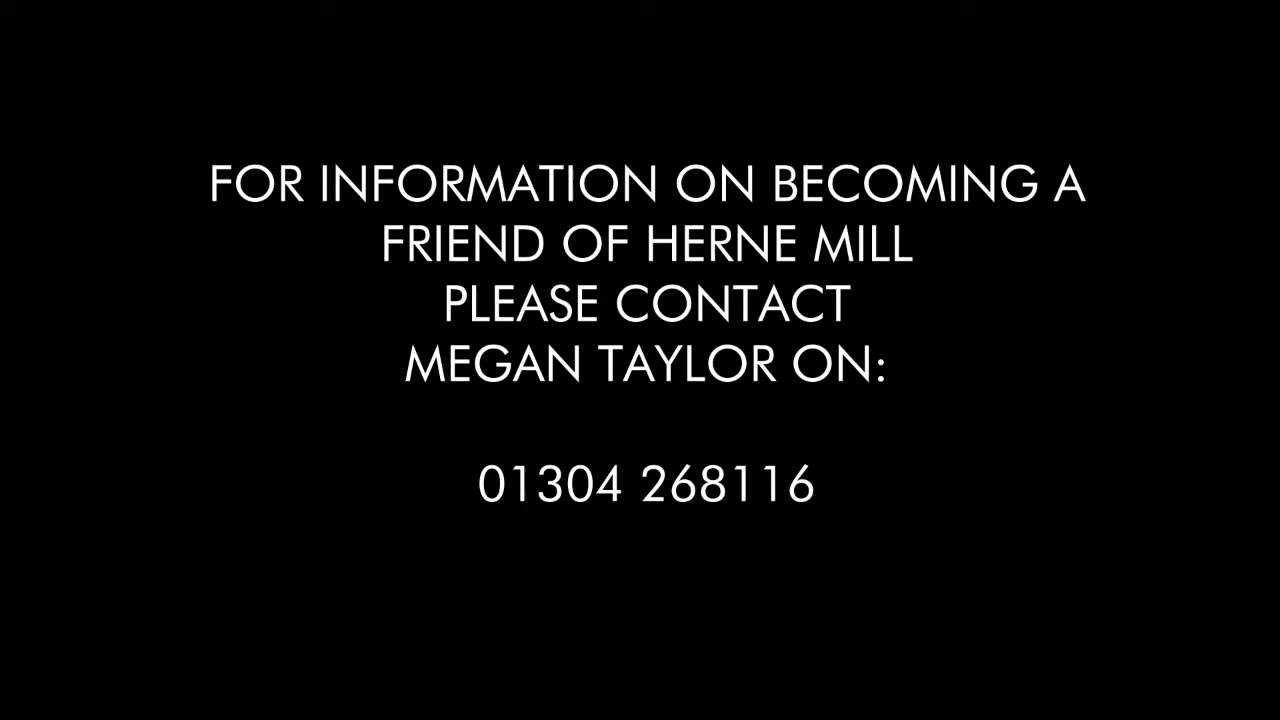 FOR INFORMATION ON BECOMING A
FRIEND OF HERNE MILL
PLEASE CONTACT
MEGAN TAYLOR ON:
01304 268116